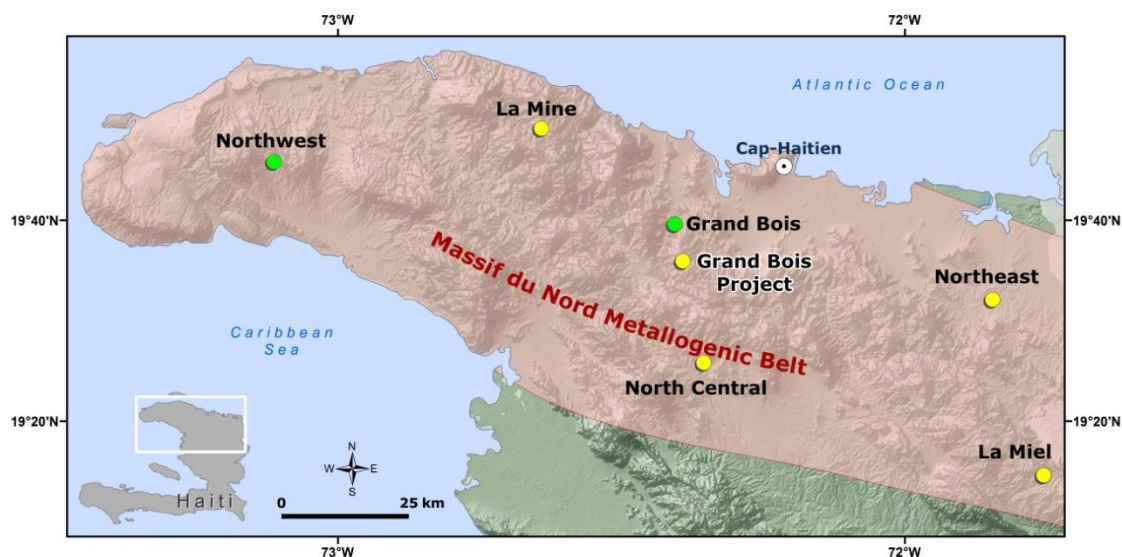 73°W
72°W
Atlantic Ocean
La Mine
Northwest
Cap-Haitien
19°40'N
19°40'N
Grand Bois
Grand Bois
Project
Massif du Nord Metallogenic Belt
Northeast
Caribbean
Sea
North Central
19°20'N
19°20'N
La Miel
N
W E
S
Haiti
0 25 km
73°W
72°W